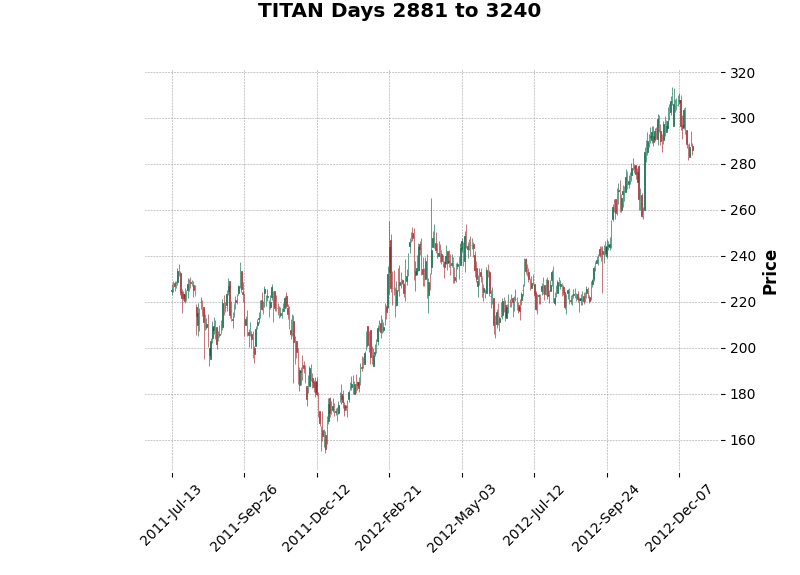 TITAN Days 2881 to 3240
320
300
280
260
240
220
200
180
160
Price
2011-Jul-13
2011-Sep-26
2011-Dec-12
2012-Feb-21
2012-May-03
2012-Jul-12
2012-Sep-24
2012-Dec-07